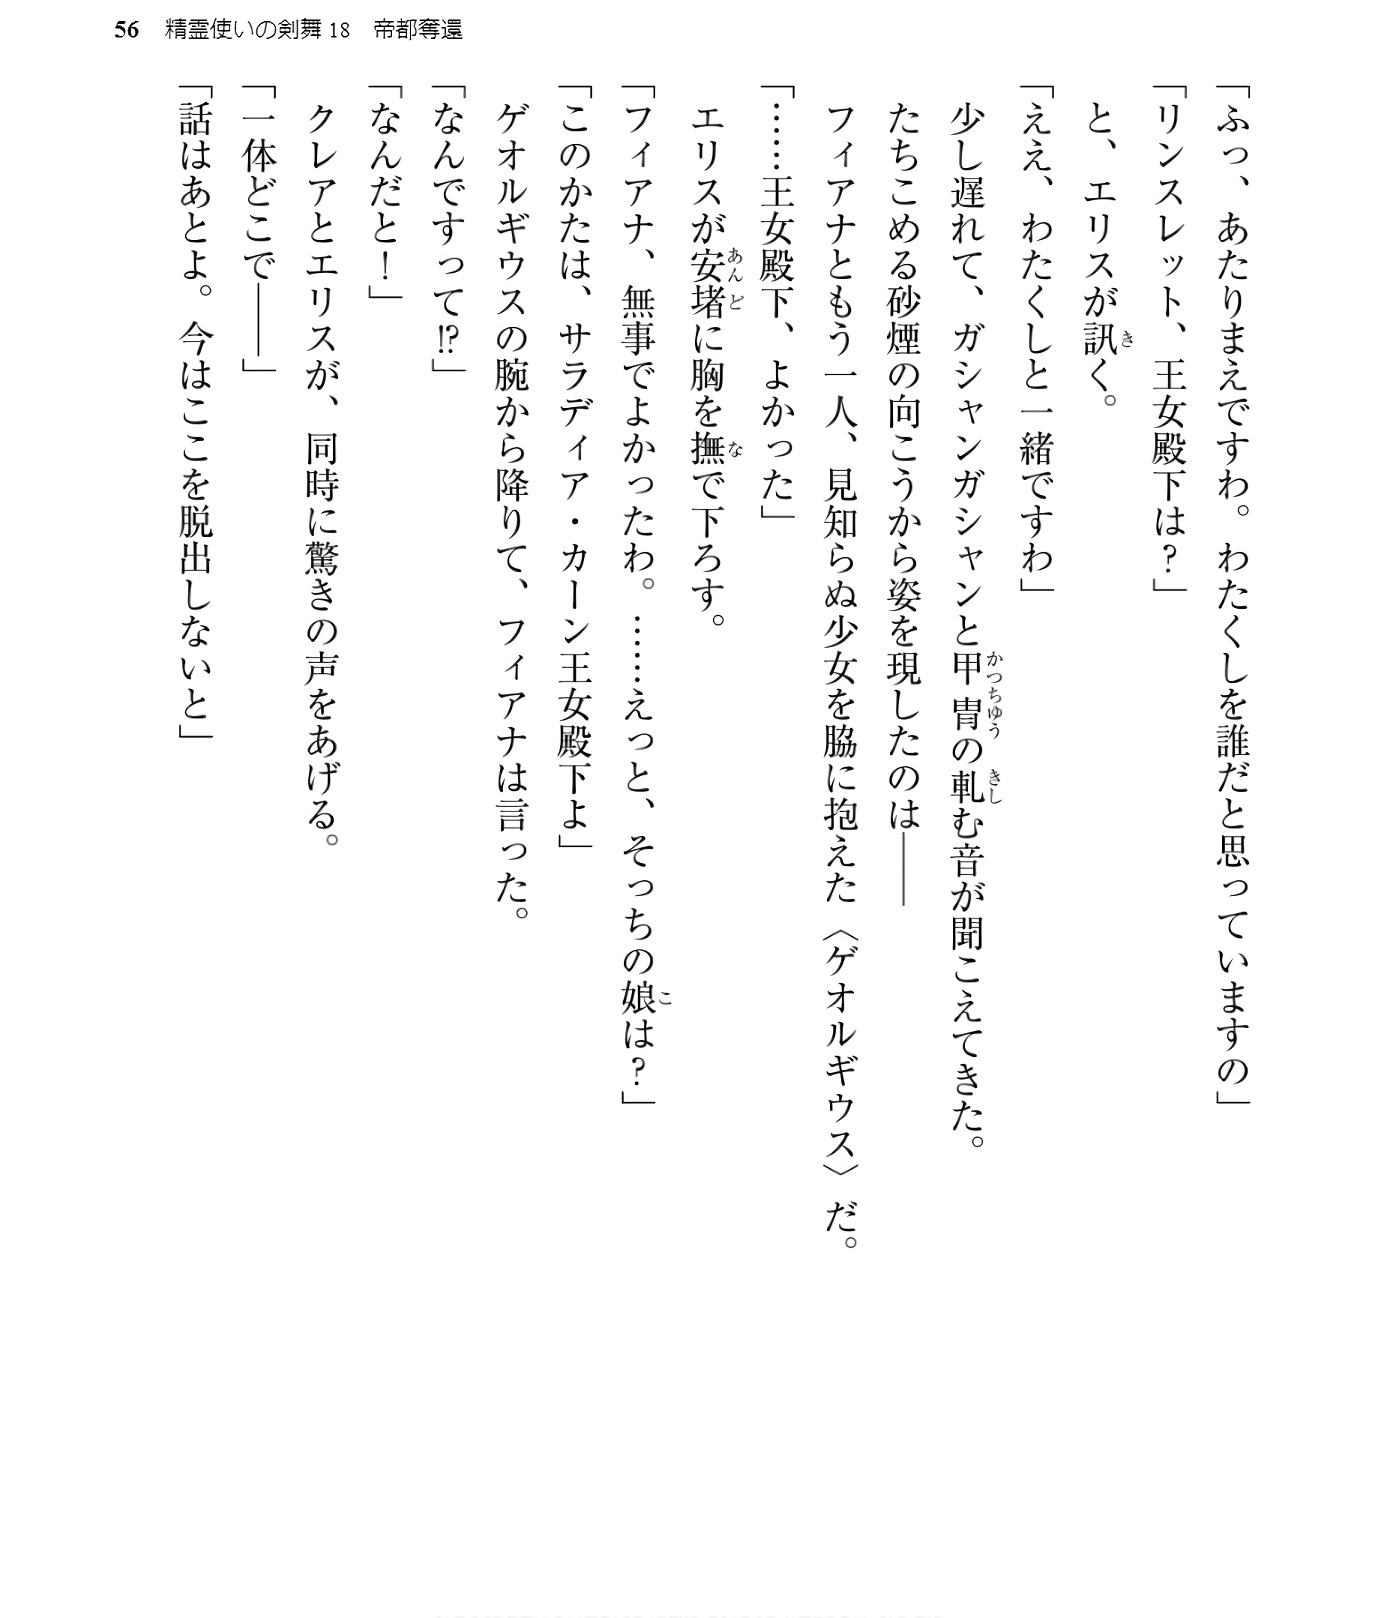 56　精霊使いの剣舞18　帝都奪還
「ふっ、あたりまえですわ。わたくしを誰だと思っていますの」
「リンスレット、王女殿下は？」
と、エリスが訊く。
「ええ、わたくしと一緒ですわ」
少し遅れて、ガシャンガシャンと甲冑の軋む音が聞こえてきた。
たちこめる砂煙の向こうから姿を現したのは――
フィアナともう一人、見知らぬ少女を脇に抱えた〈ゲオルギウス〉だ。
「……王女殿下、よかった」
エリスが安堵に胸を撫で下ろす。
「フィアナ、無事でよかったわ。……えっと、そっちの娘は？」
「このかたは、サラディア・カーン王女殿下よ」
ゲオルギウスの腕から降りて、フィアナは言った。
「なんですって!?」
「なんだと！」
クレアとエリスが、同時に驚きの声をあげる。
「一体どこで――」
「話はあとよ。今はここを脱出しないと」